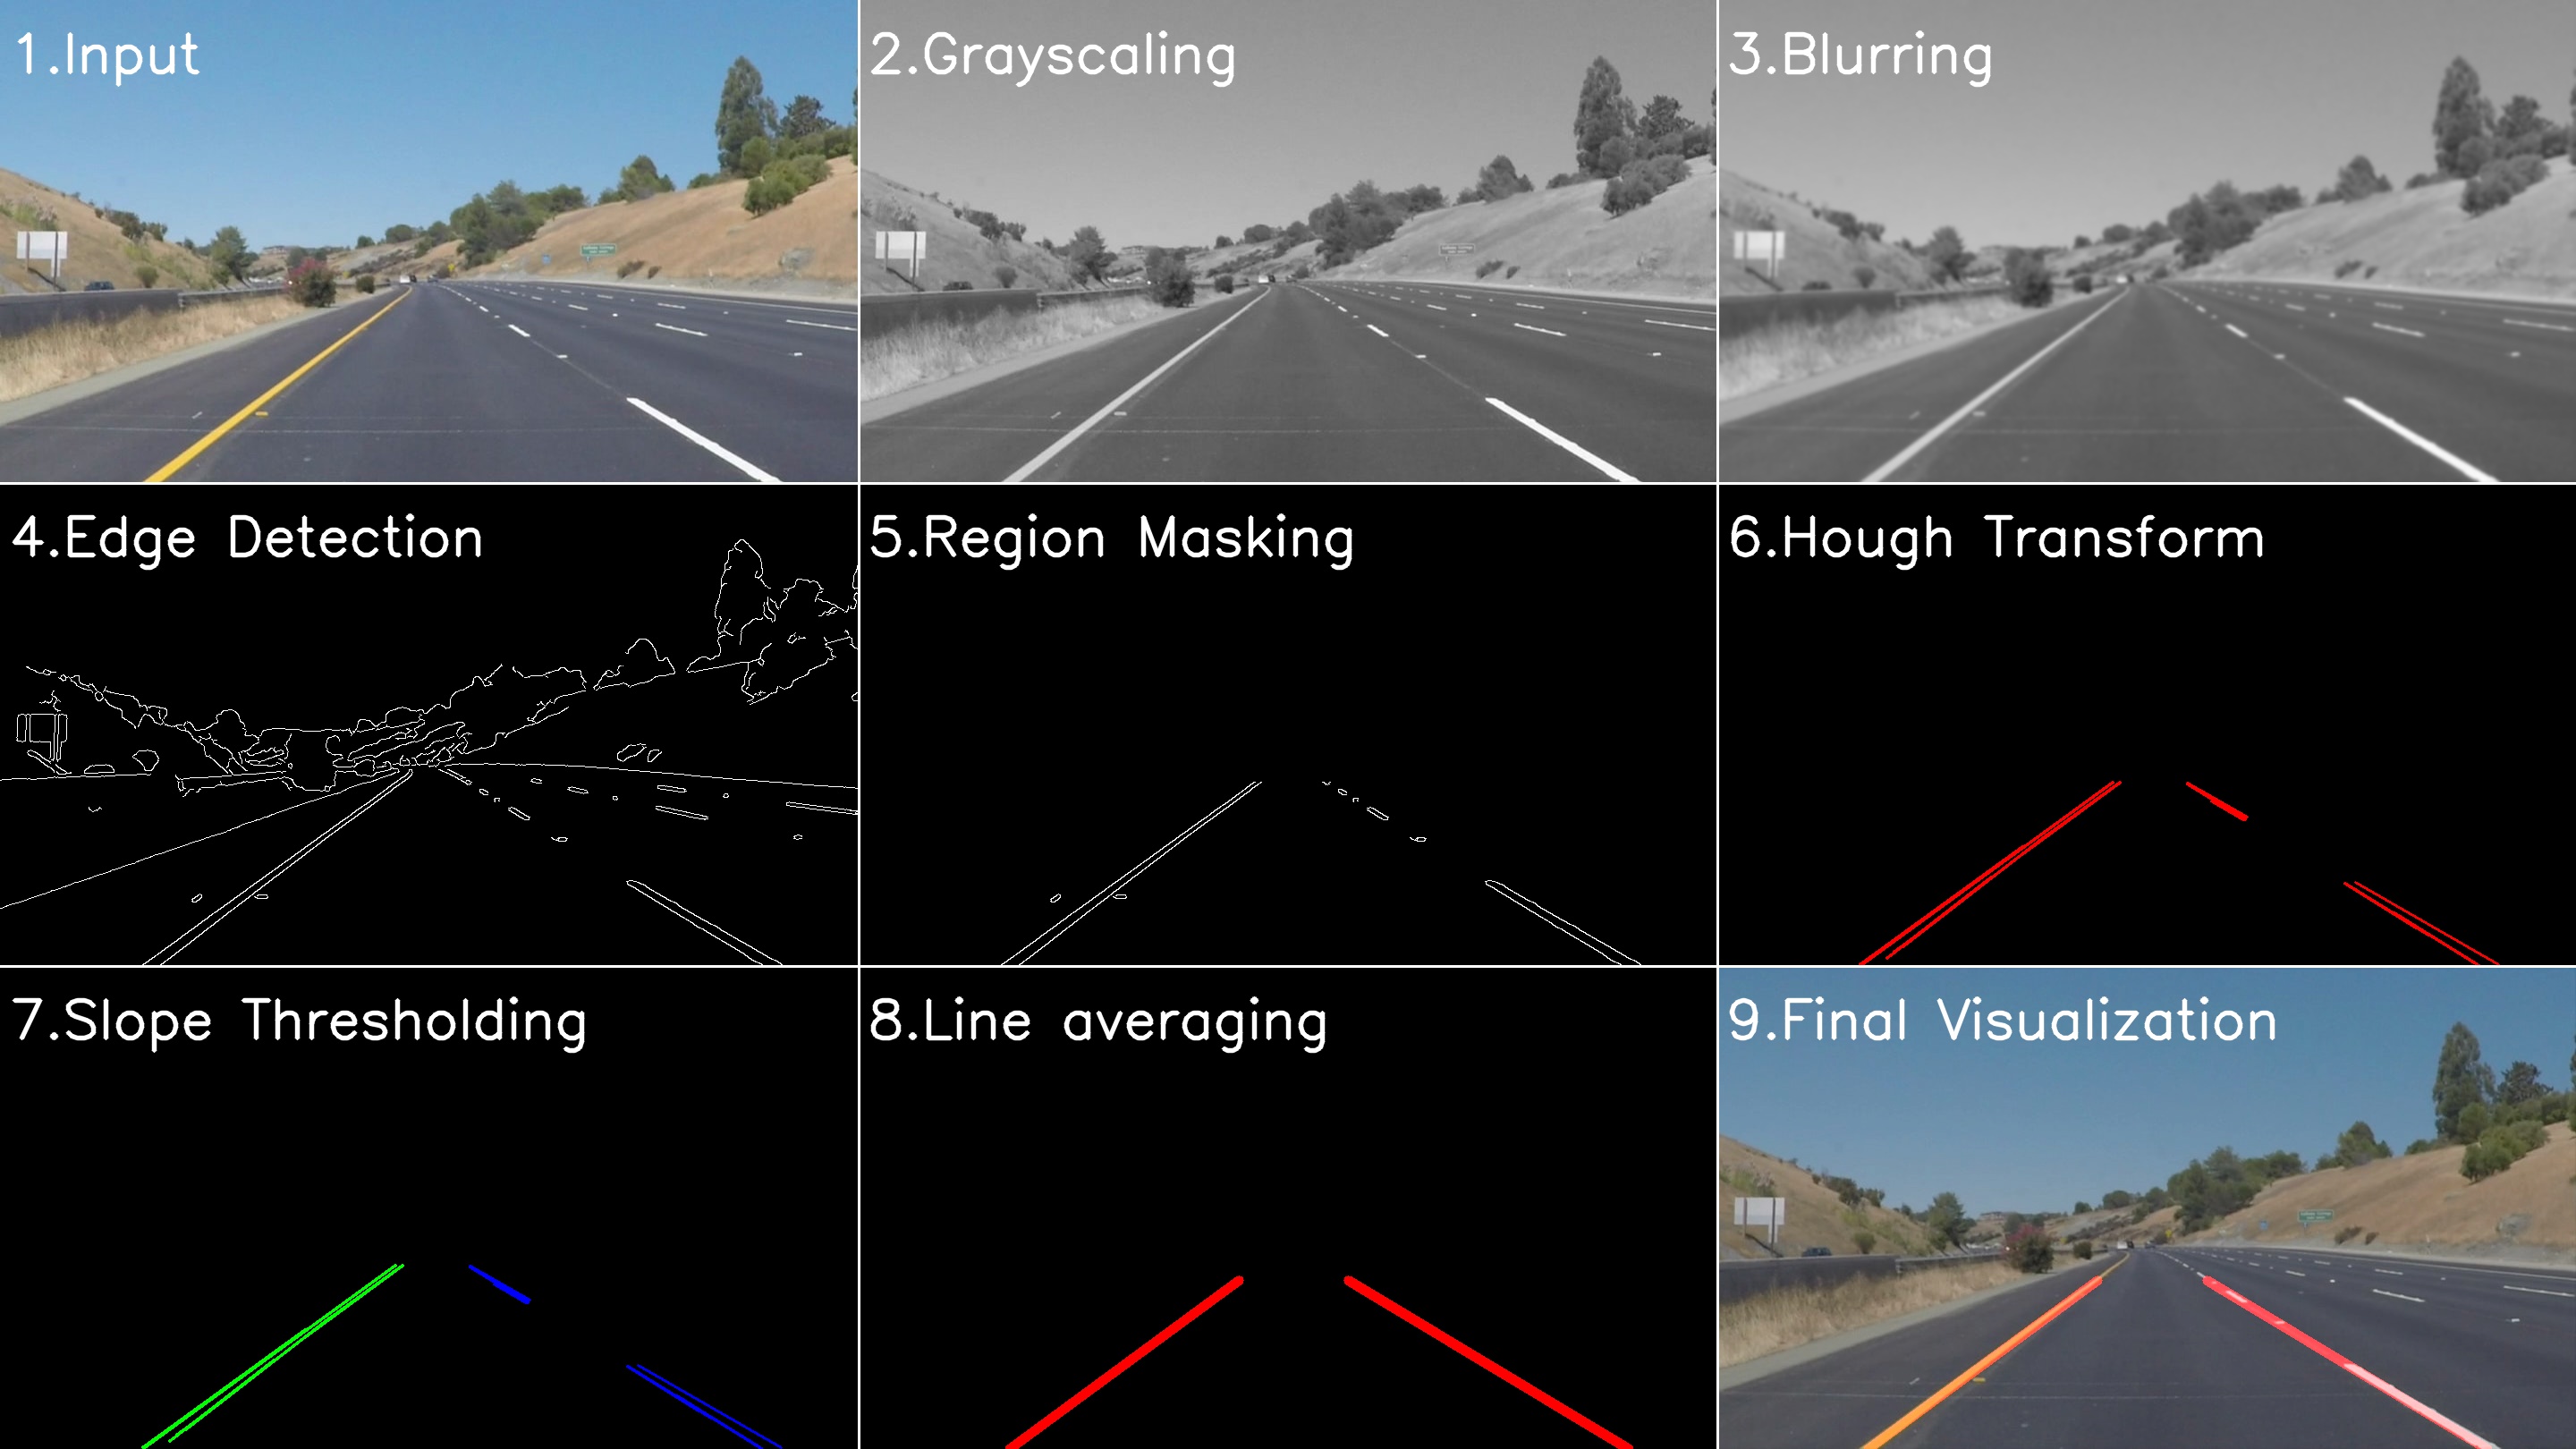 1.Input
2.Grayscaling
3.Blurring
4.Edge Detection
5.Region Masking
6.Hough Transform
7.Slope Thresholding
8.Line averaging
9.Final Visualization